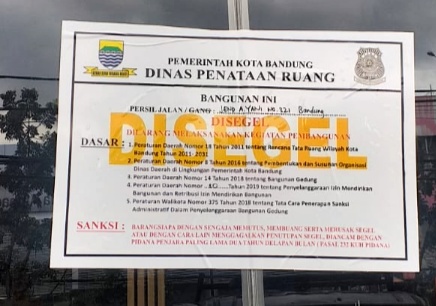 PEMERINTAH KOTA BANDUNG
DINAS PENATAAN RUANG
BANGUNAN INI
PERSIL JALAN / GANG : JEND A. YANI NO. 221 Bandung
DISEGEL
DILARANG MELAKSANAKAN KEGIATAN PEMBANGUNAN
DASAR : 1. Peraturan Daerah Nomor 18 Tahun 2011 tentang Rencana Tata Ruang Wilayah Kota
Bandung Tahun 2011-2031
2. Peraturan Daerah Nomor 8 Tahun 2016 tentang Pembentukan dan Susunan Organisasi
Dinas Daerah di Lingkungan Pemerintah Kota Bandung
3. Peraturan Daerah Nomor 14 Tahun 2018 tentang Bangunan Gedung
4. Peraturan Daerah Nomor Tahun 2019 tentang Penyelenggaraan Izin Mendirikan
Bangunan dan Retribusi Izin Mendirikan Bangunan
5. Peraturan Walikota Nomor 375 Tahun 2018 tentang Tata Cara Penerapan Sanksi
Administratif Dalam Penyelenggaraan Bangunan Gedung
SANKSI : BARANGSIAPA DENGAN SENGAJA MEMUTUS, MEMBUANG SERTA MERUSAK SEGEL
ATAU DENGAN CARA LAIN MENGGAGALKAN PENUTUPAN SEGEL, DIANCAM DENGAN
PIDANA PENJARA PALING LAMA DUA TAHUN DELAPAN BULAN ( PASAL 232 KUH PIDANA)